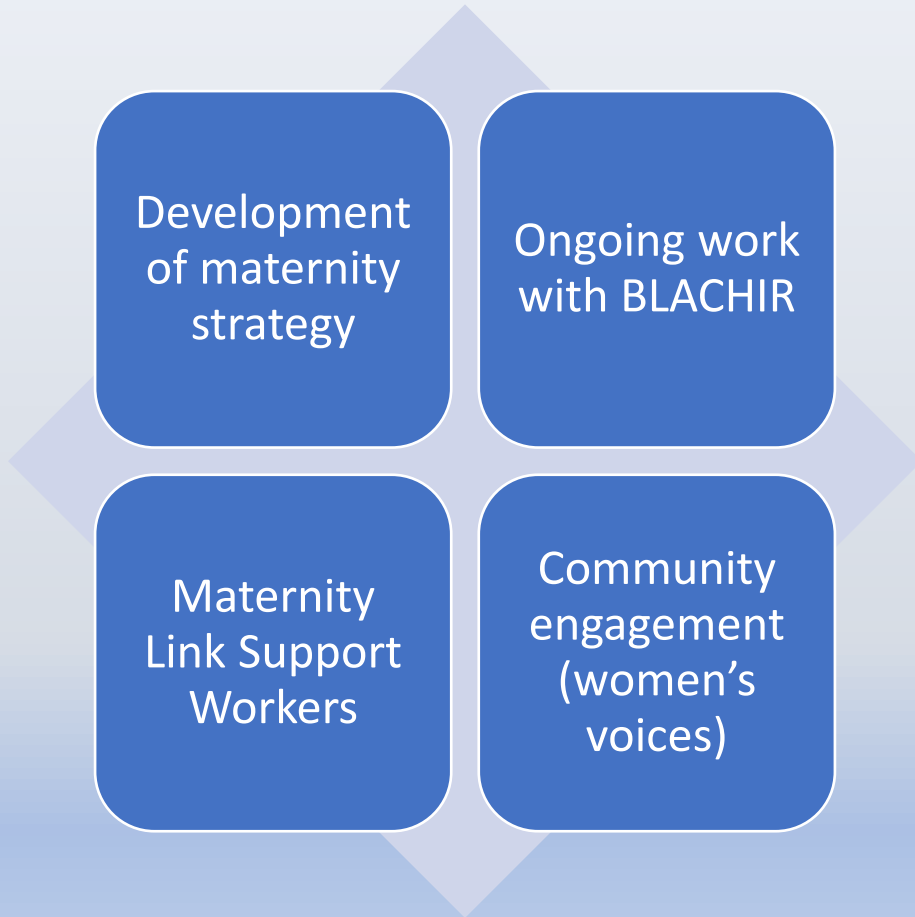 Development
of maternity
strategy
Ongoing work
with BLACHIR
Maternity
Link Support
Workers
Community
engagement
(women’s
voices)